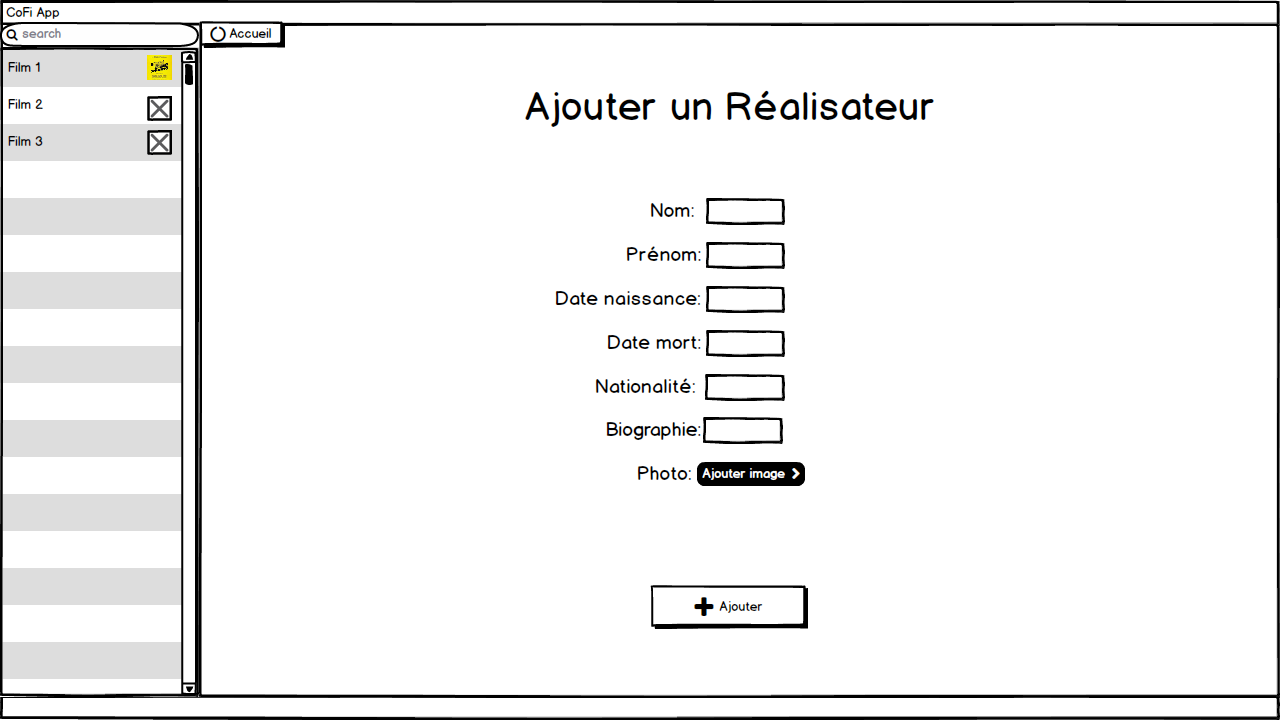 CoFi App
search
Accueil
Film 1
Film 2
Film 3
Ajouter un Réalisateur
Nom:
Prénom:
Date naissance:
Date mort:
Nationalité:
Biographie:
Photo: Ajouter image
Ajouter